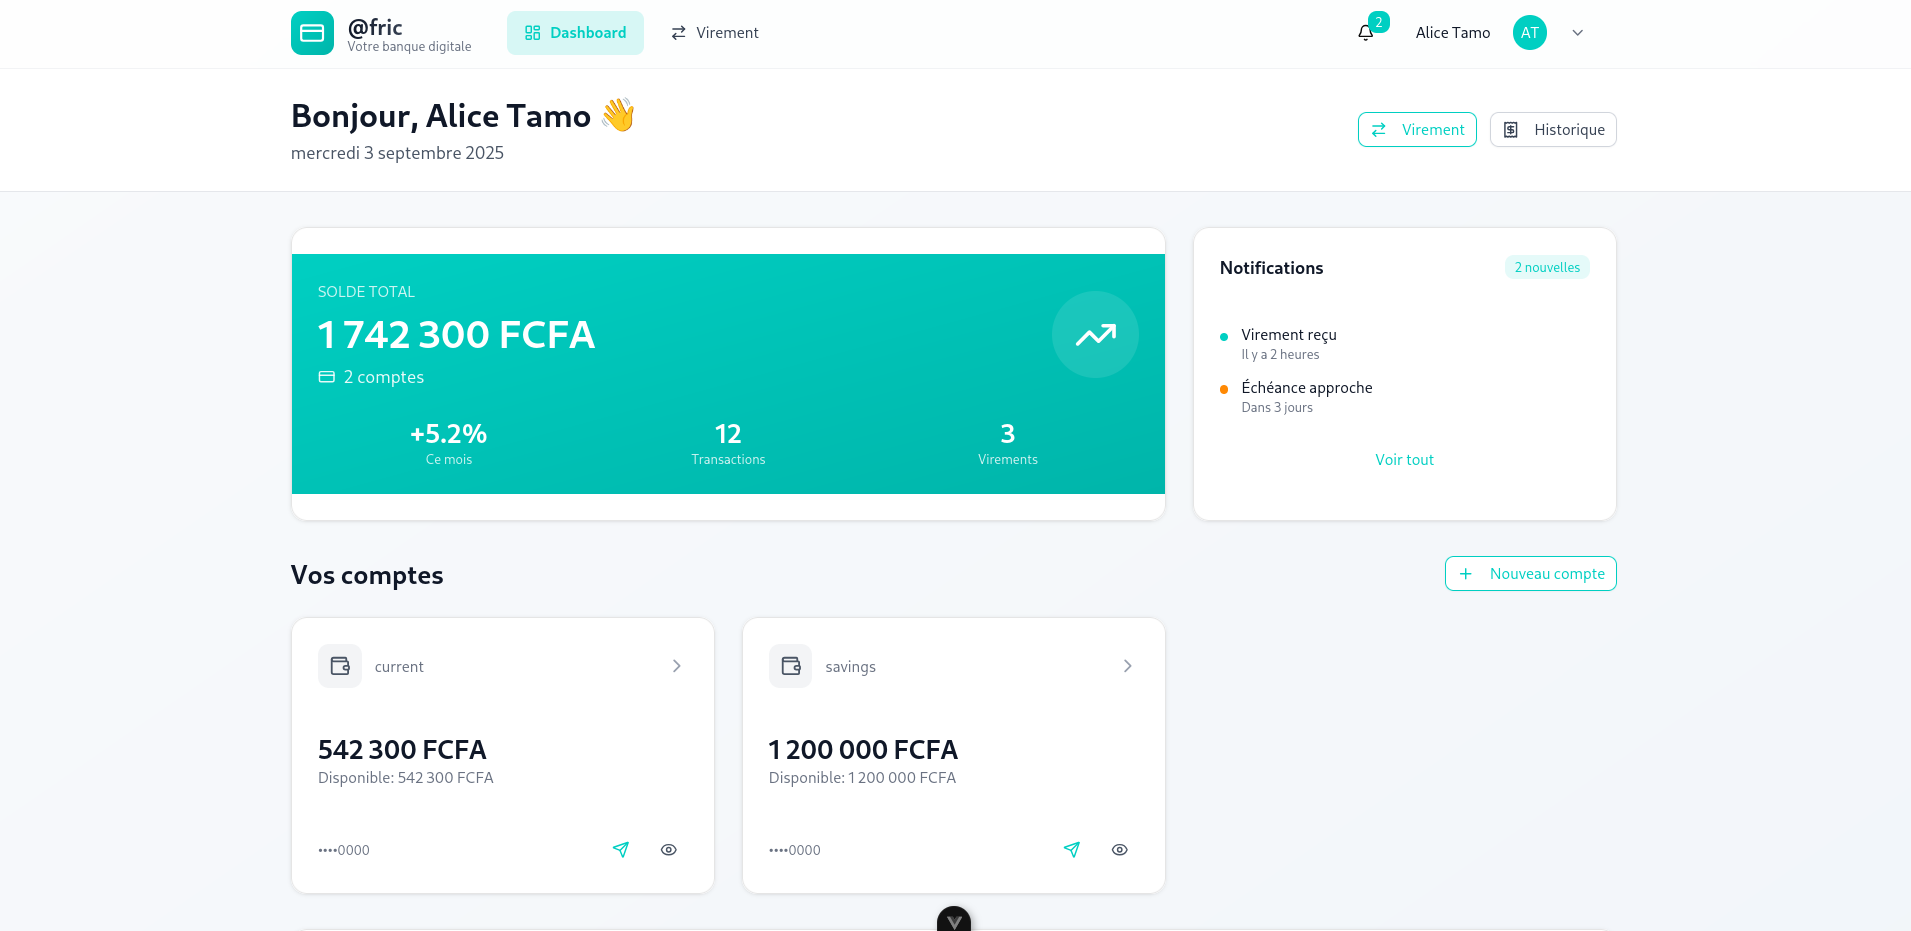 @fric
Votre banque digitale
Dashboard
Virement
2
Alice Tamo
AT
Bonjour, Alice Tamo 👋
mercredi 3 septembre 2025
Virement
Historique
SOLDE TOTAL
1 742 300 FCFA
2 comptes
+5.2%
Ce mois
12
Transactions
3
Virements
Notifications
2 nouvelles
Virement reçu
Il y a 2 heures
Échéance approche
Dans 3 jours
Voir tout
Vos comptes
Nouveau compte
current
542 300 FCFA
Disponible: 542 300 FCFA
••••0000
savings
1 200 000 FCFA
Disponible: 1 200 000 FCFA
••••0000